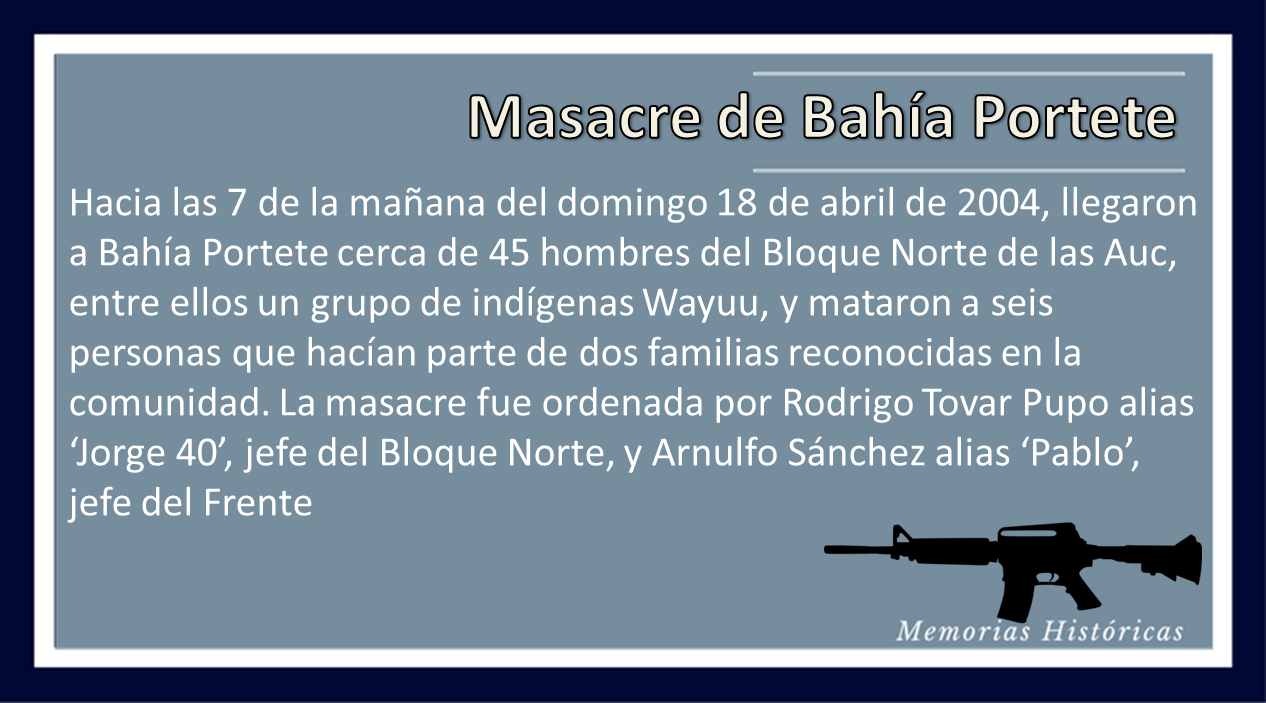 Masacre de Bahía Portete
Hacia las 7 de la mañana del domingo 18 de abril de 2004, llegaron
a Bahía Portete cerca de 45 hombres del Bloque Norte de las Auc,
entre ellos un grupo de indígenas Wayuu, y mataron a seis
personas que hacían parte de dos familias reconocidas en la
comunidad. La masacre fue ordenada por Rodrigo Tovar Pupo alias
‘Jorge 40’, jefe del Bloque Norte, y Arnulfo Sánchez alias ‘Pablo’,
jefe del Frente
Memorias Históricas